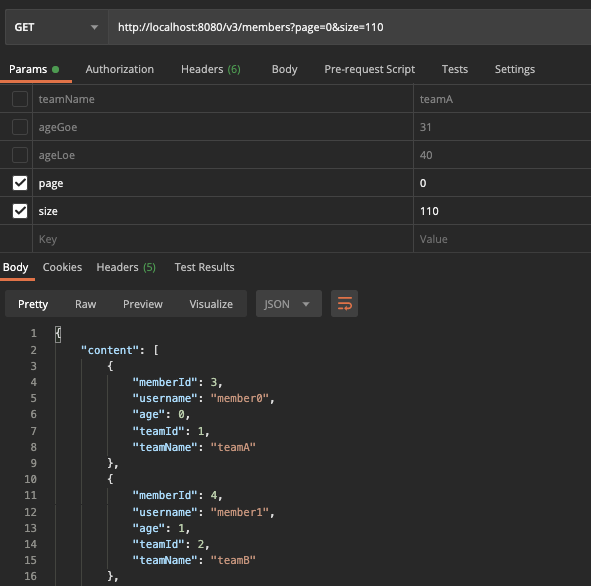 GET http://localhost:8080/v3/members?page=0&size=110
Params Authorization Headers (6) Body Pre-request Script Tests Settings
teamName teamA
ageGoe 31
ageLoe 40
page 0
size 110
Key Value
Body Cookies Headers (5) Test Results
Pretty Raw Preview Visualize JSON
1 {
2 "content": [
3 {
4 "memberId": 3,
5 "username": "member0",
6 "age": 0,
7 "teamId": 1,
8 "teamName": "teamA"
9 },
10 {
11 "memberId": 4,
12 "username": "member1",
13 "age": 1,
14 "teamId": 2,
15 "teamName": "teamB"
16 },